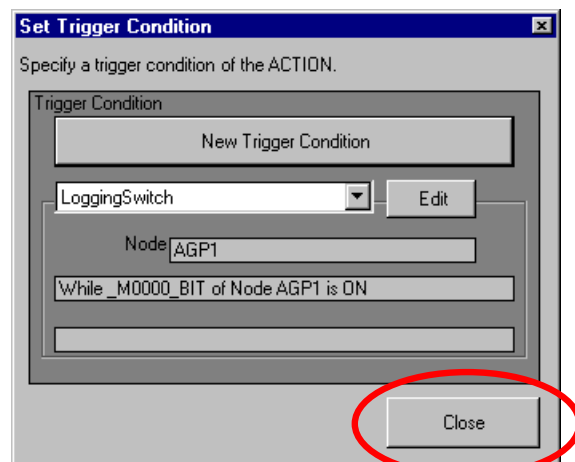 Set Trigger Condition
Specify a trigger condition of the ACTION.
Trigger Condition
New Trigger Condition
LoggingSwitch
Edit
Node AGP1
While _M0000_BIT of Node AGP1 is ON
Close